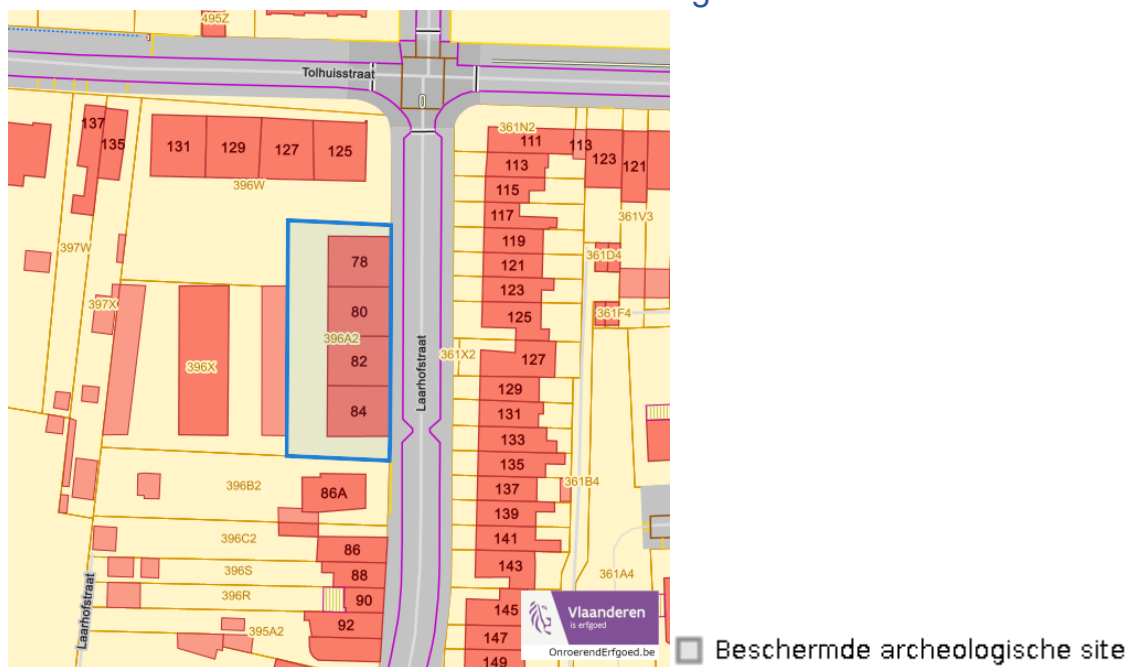 495Z
Tolhuisstraat
137
135
131
129
127
125
396W
361N2
111
113
123
121
113
115
117
361V3
119
397W
361D4
78
121
123
397X
80
125
361F4
396A2
Laarhofstraat
361X2
127
82
396X
129
84
131
133
135
361B4
137
396B2
86A
139
396C2
141
86
143
396S
88
361A4
396R
90
Laarhofstraat
145
395A2
92
147
149
Vlaanderen
is erfgoed
OnroerendErfgoed.be
Beschermde archeologische site